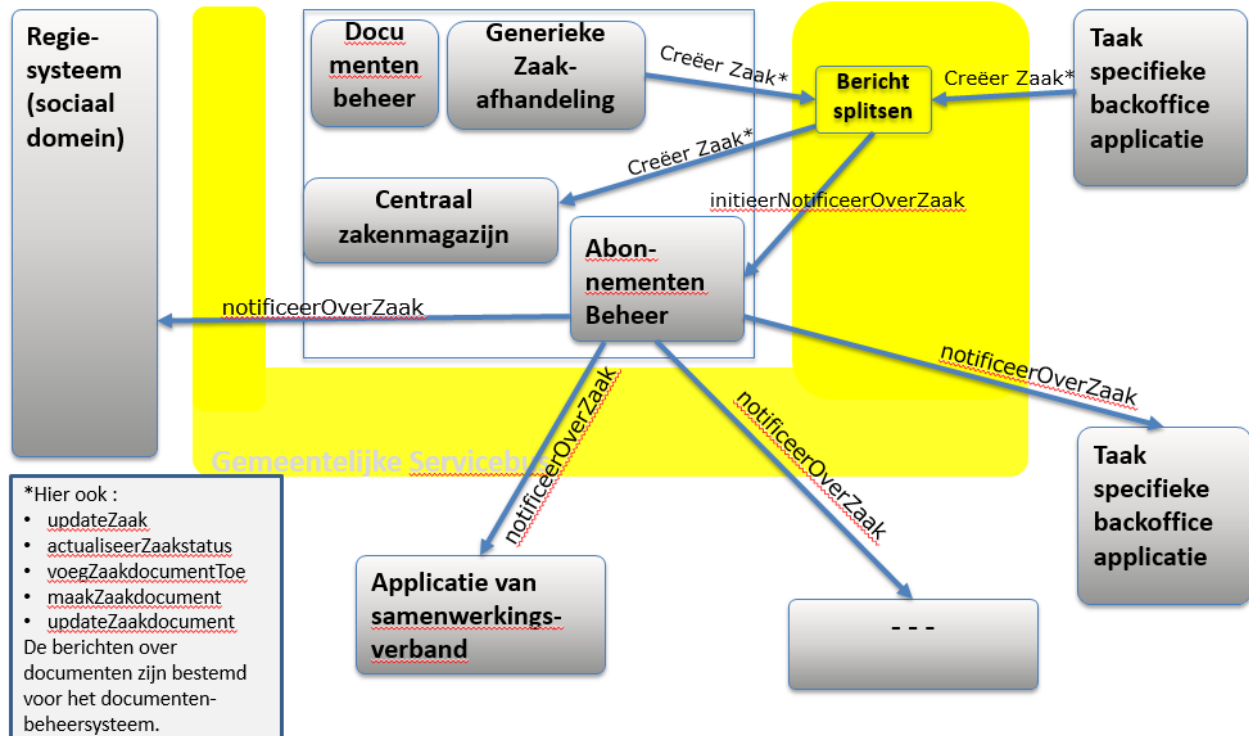 Regie-
systeem
(sociaal
domein)
Docu
menten
beheer
Generieke
Zaak-
afhandeling
Creëer Zaak*
Bericht
splitsen
Creëer Zaak*
Taak
specifieke
backoffice
applicatie
Creëer Zaak*
Centraal
zakenmagazijn
initieerNotificeerOverZaak
Abon-
nementen
Beheer
notificeerOverZaak
notificeerOverZaak
notificeerOverZaak
notificeerOverZaak
Gemeentelijke Servicebus
Taak
specifieke
backoffice
applicatie
*Hier ook :
• updateZaak
• actualiseerZaakstatus
• voegZaakdocumentToe
• maakZaakdocument
• updateZaakdocument
De berichten over
documenten zijn bestemd
voor het documenten-
beheersysteem.
Applicatie van
samenwerkings-
verband
- - -